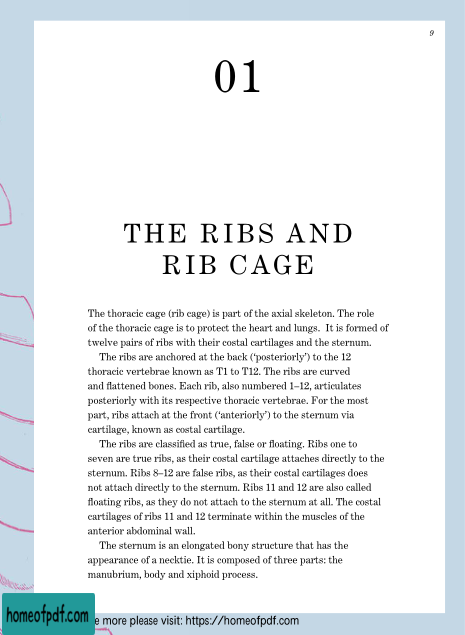 9
01
THE RIBS AND
RIB CAGE
The thoracic cage (rib cage) is part of the axial skeleton. The role
of the thoracic cage is to protect the heart and lungs.  It is formed of
twelve pairs of ribs with their costal cartilages and the sternum.
The ribs are anchored at the back (‘posteriorly’) to the 12
thoracic vertebrae known as T1 to T12. The ribs are curved
and flattened bones. Each rib, also numbered 1–12, articulates
posteriorly with its respective thoracic vertebrae. For the most
part, ribs attach at the front (‘anteriorly’) to the sternum via
cartilage, known as costal cartilage.
The ribs are classified as true, false or floating. Ribs one to
seven are true ribs, as their costal cartilage attaches directly to the
sternum. Ribs 8–12 are false ribs, as their costal cartilages does
not attach directly to the sternum. Ribs 11 and 12 are also called
floating ribs, as they do not attach to the sternum at all. The costal
cartilages of ribs 11 and 12 terminate within the muscles of the
anterior abdominal wall.
The sternum is an elongated bony structure that has the
appearance of a necktie. It is composed of three parts: the
manubrium, body and xiphoid process.
homeofpdf.com
e more please visit: https://homeofpdf.com